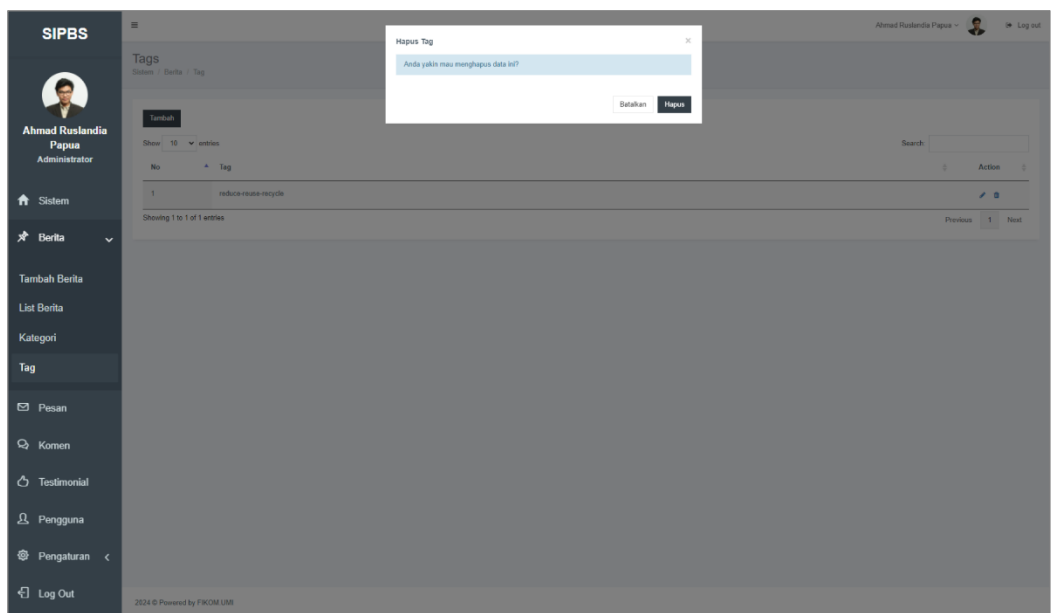 SIPBS
Ahmad Ruslandia Papua
Log out
Hapus Tag
Anda yakin mau menghapus data ini?
Batalkan
Hapus
Tags
Sistem / Berita / Tag
Ahmad Ruslandia
Papua
Administrator
Tambah
Show 10 entries
Search:
No
Tag
Action
1
reduce-reuse-recycle
Showing 1 to 1 of 1 entries
Previous 1 Next
Sistem
Berita
Tambah Berita
List Berita
Kategori
Tag
Pesan
Komen
Testimonial
Pengguna
Pengaturan
Log Out
2024 © Powered by FIKOM UMI